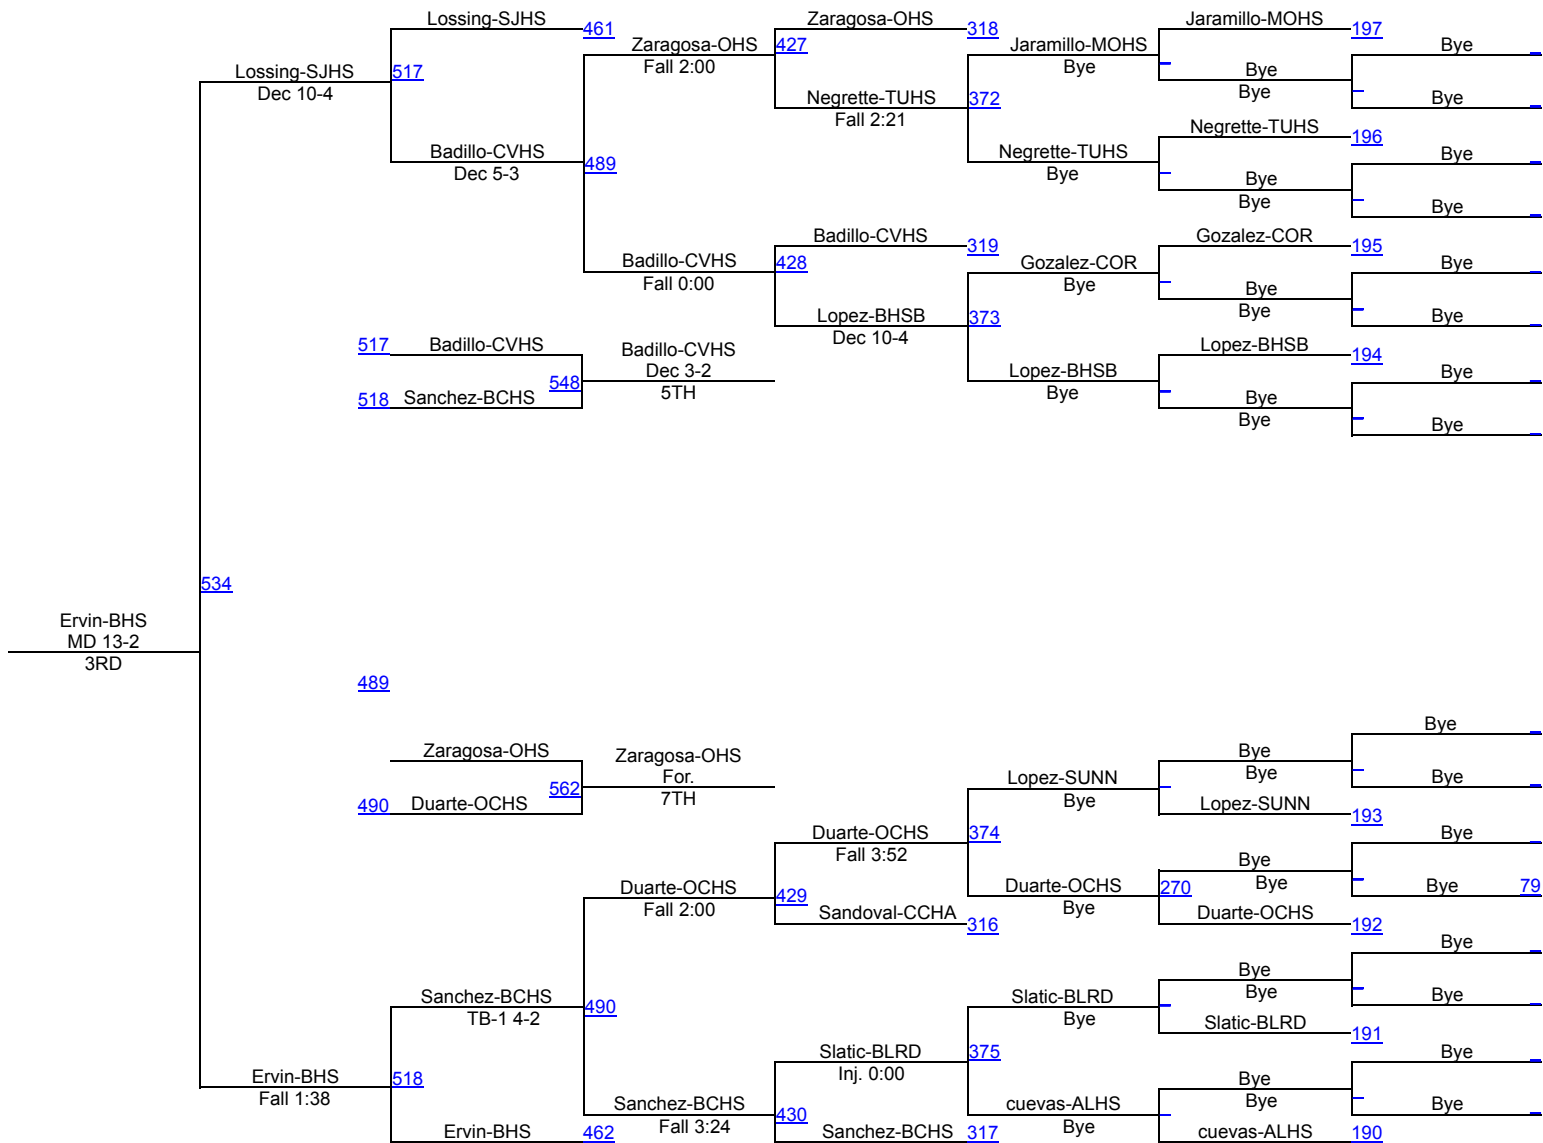 Lossing-SJHS 461 Zaragosa-OHS 318 Jaramillo-MOHS 197
Zaragosa-OHS 427 Jaramillo-MOHS Bye
Lossing-SJHS 517 Fall 2:00 Bye Bye
Dec 10-4 Negrette-TUHS 372 Bye Bye
Fall 2:21
Negrette-TUHS 196
Badillo-CVHS 489 Negrette-TUHS Bye
Dec 5-3 Bye Bye
Bye Bye
Badillo-CVHS 319 Gozalez-COR 195
Badillo-CVHS 428 Gozalez-COR Bye
Fall 0:00 Bye Bye
Lopez-BHSB 373 Bye Bye
Dec 10-4
517 Badillo-CVHS Badillo-CVHS Lopez-BHSB 194
Dec 3-2 Lopez-BHSB Bye
548 5TH Bye Bye
518 Sanchez-BCHS Bye Bye
534
Ervin-BHS
MD 13-2
3RD
489
Bye
Zaragosa-OHS Zaragosa-OHS Bye
For. Lopez-SUNN Bye Bye
562 7TH Bye
490 Duarte-OCHS Lopez-SUNN 193
Duarte-OCHS 374 Bye
Fall 3:52 Bye
Duarte-OCHS 429 Duarte-OCHS 270 Bye Bye 79
Fall 2:00 Bye
Sandoval-CCHA 316 Duarte-OCHS 192
Bye
Bye
Sanchez-BCHS 490 Slatic-BLRD Bye Bye
TB-1 4-2 Bye
Slatic-BLRD 191
Slatic-BLRD 375 Bye
Inj. 0:00
Ervin-BHS 518 Bye
Fall 1:38 Bye
Sanchez-BCHS 430 cuevas-ALHS Bye
Fall 3:24 Bye
Ervin-BHS 462 Sanchez-BCHS 317 cuevas-ALHS 190